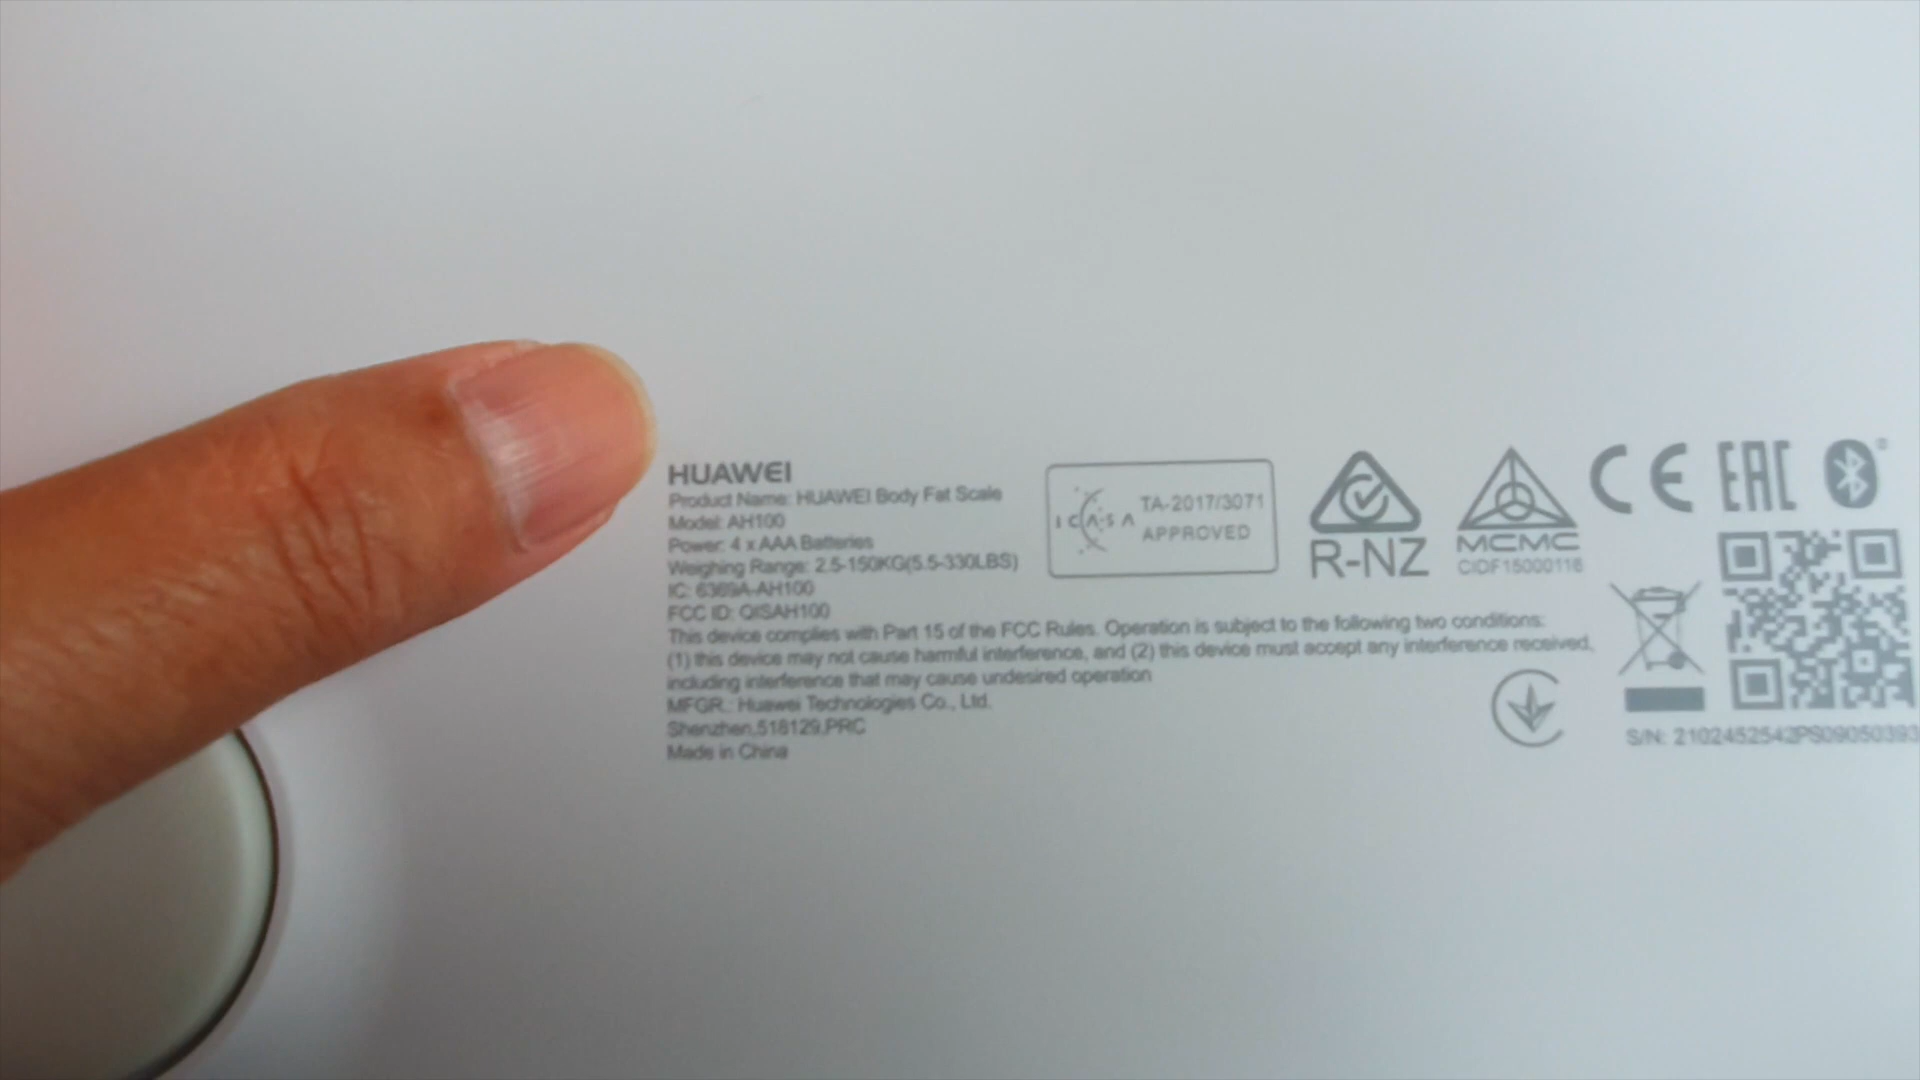 HUAWEI
Product Name: HUAWEI Body Fat Scale
Model: AH100
Power: 4 x AAA Batteries
Weighing Range: 2.5-150KG(5.5-330LBS)
IC: 6369A-AH100
FCC ID: QISAH100
This device complies with Part 15 of the FCC Rules. Operation is subject to the following two conditions:
(1) this device may not cause harmful interference, and (2) this device must accept any interference received,
including interference that may cause undesired operation
MFGR.: Huawei Technologies Co., Ltd.
Shenzhen,518129,PRC
Made in China
ICASA
TA-2017/3071
APPROVED
R-NZ
MCMC
CIDF15000116
CE
EAC
S/N: 2102452542PS09050393